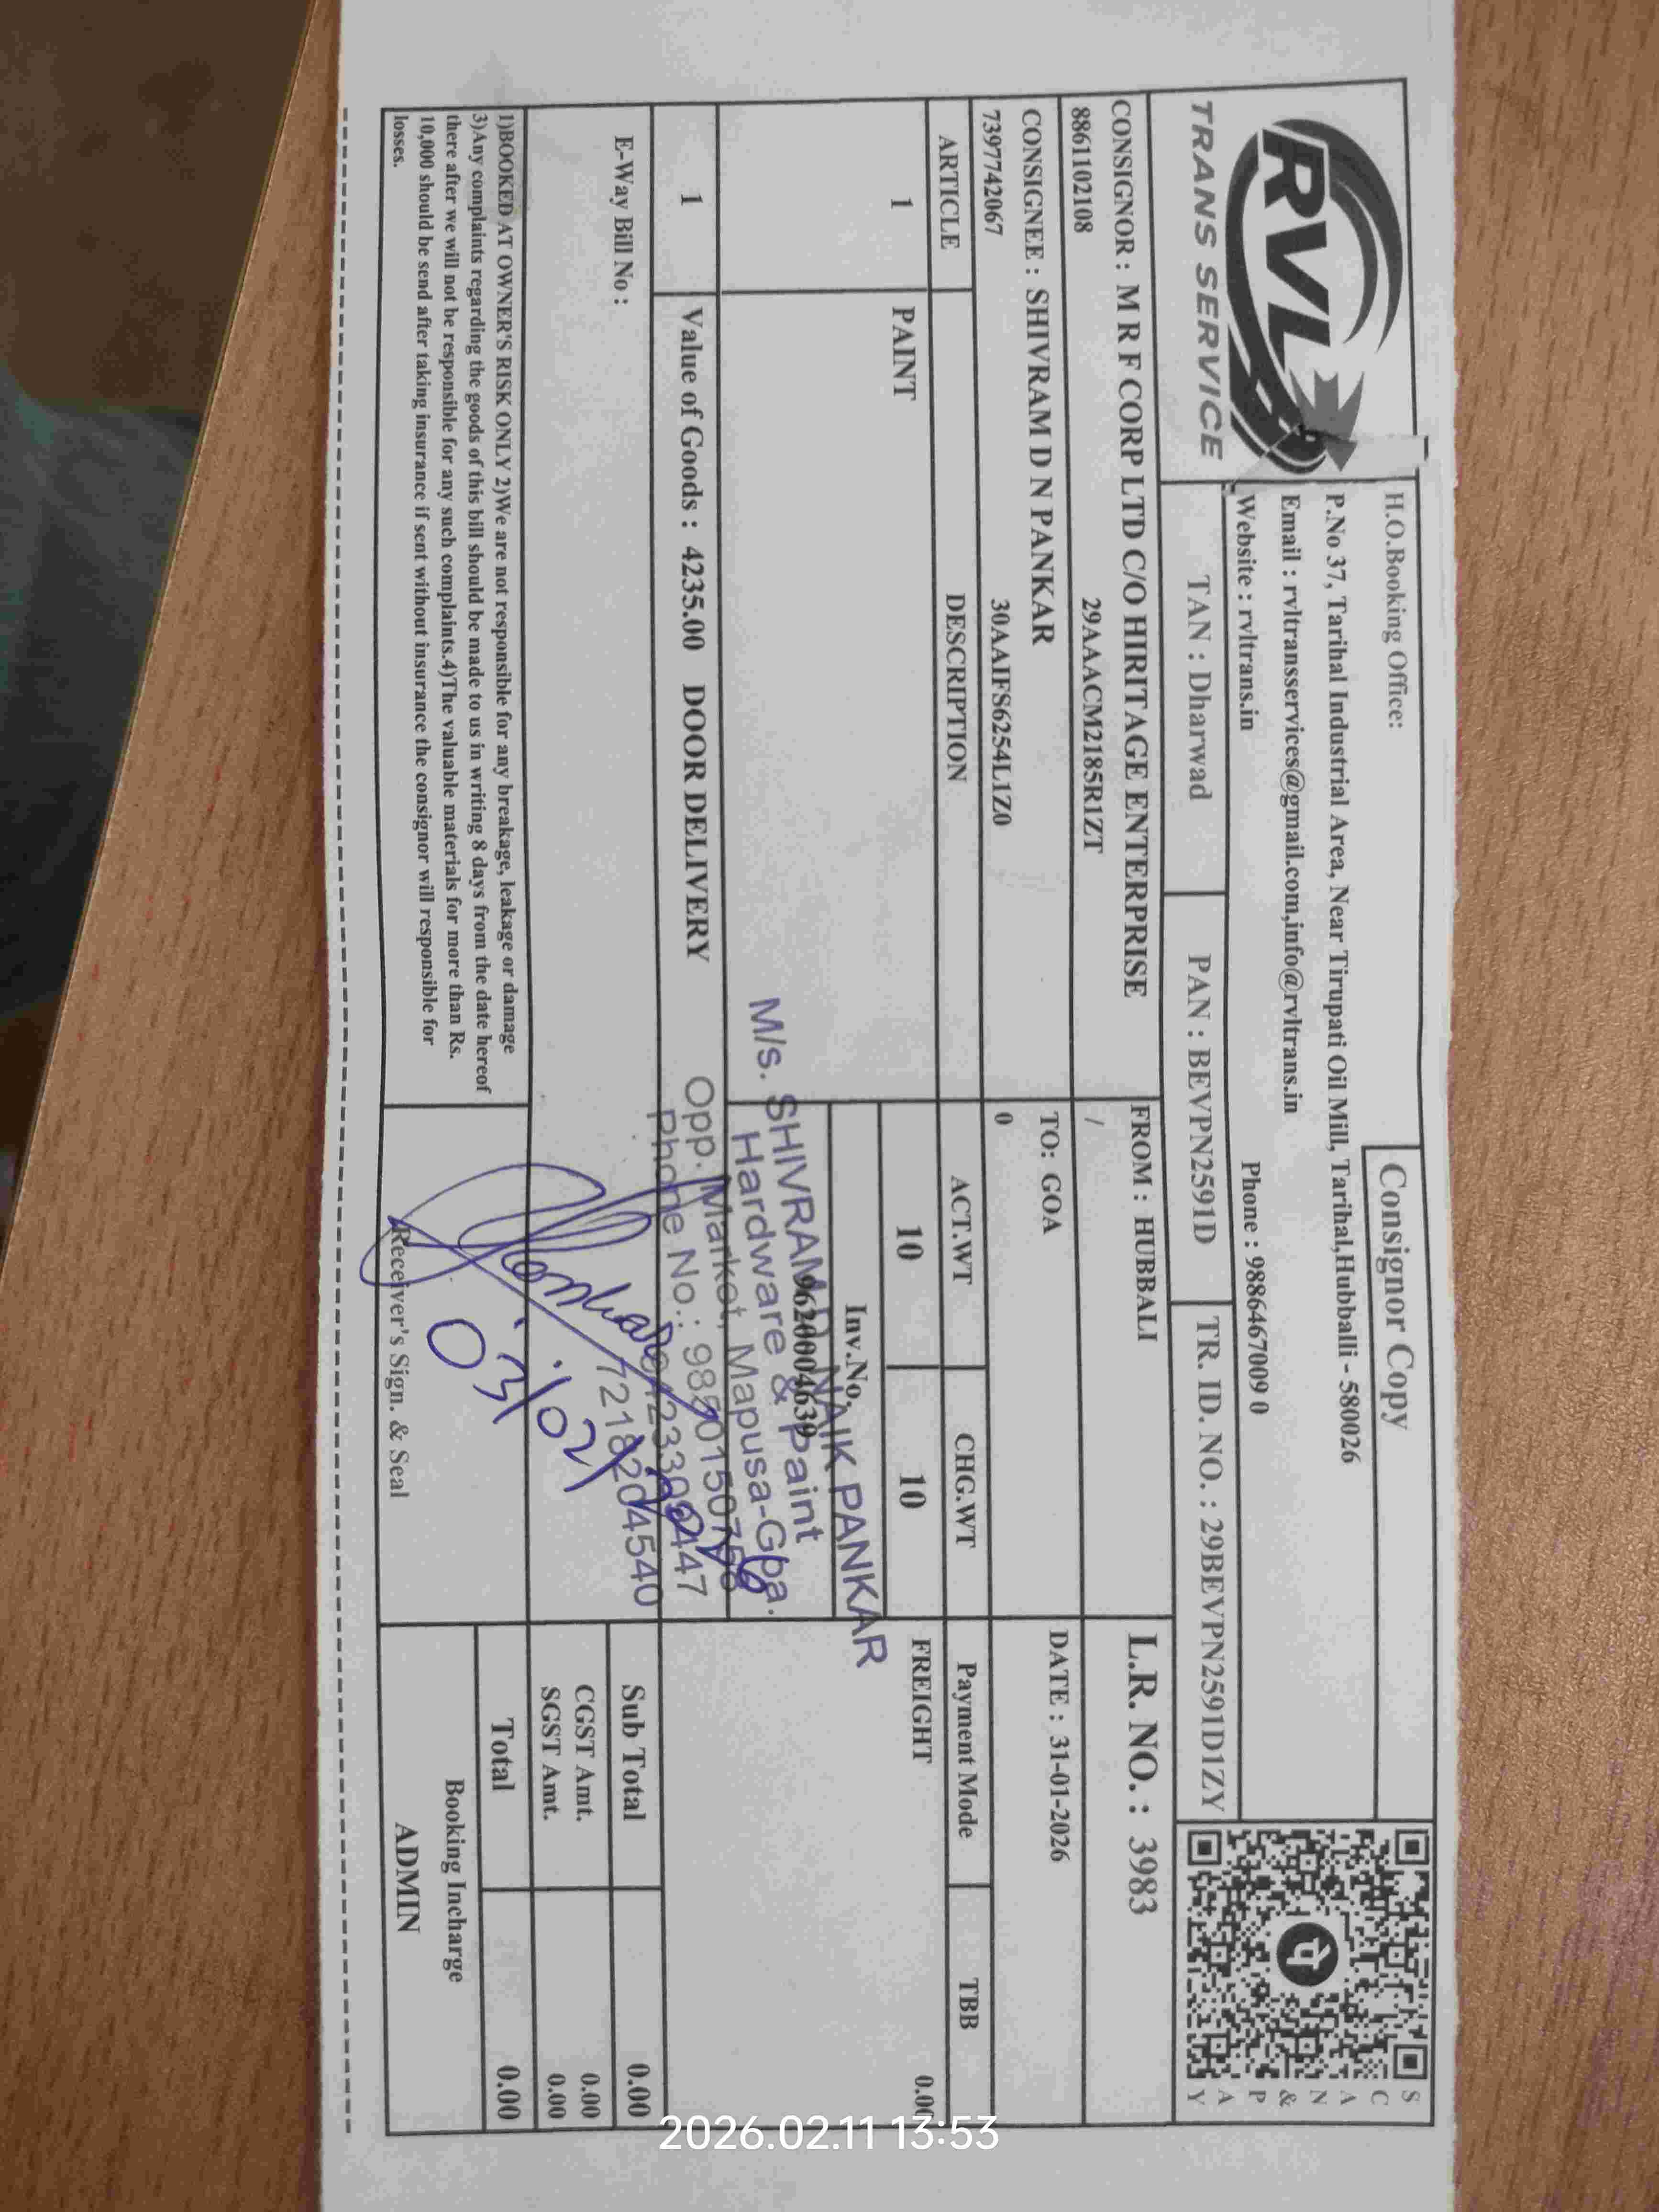 RVL
TRANS SERVICE
H.O.Booking Office:
Consignor Copy
P.No 37, Tarihal Industrial Area, Near Tirupati Oil Mill, Tarihal,Hubballi - 580026
Email : rvltransservices@gmail.com,info@rvltrans.in
Website : rvltrans.in Phone : 9886467009 0
SCAN & PAY
TAN : Dharwad PAN : BEVPN2591D TR. ID. NO. : 29BEVPN2591D1ZY
CONSIGNOR : M R F CORP LTD C/O HIRITAGE ENTERPRISE FROM : HUBBALI L.R. NO. : 3983
8861102108 29AAACM2185R1ZT /
CONSIGNEE : SHIVRAM D N PANKAR TO: GOA DATE : 31-01-2026
7397742067 30AAIFS6254L1Z0 0
ARTICLE DESCRIPTION ACT.WT CHG.WT Payment Mode TBB
1 PAINT 10 10 FREIGHT 0.00
Inv.No.
9620004639
M/s. SHIVRAM D NAIK PANKAR
Hardware & Paint
Opp. Market, Mapusa-Goa.
Phone No.:
7218204540
1 Value of Goods : 4235.00 DOOR DELIVERY
E-Way Bill No :
Sub Total 0.00
CGST Amt. 0.00
SGST Amt. 0.00
Total 0.00
1)BOOKED AT OWNER'S RISK ONLY 2)We are not responsible for any breakage, leakage or damage
3)Any complaints regarding the goods of this bill should be made to us in writing 8 days from the date hereof
there after we will not be responsible for any such complaints.4)The valuable materials for more than Rs.
10,000 should be send after taking insurance if sent without insurance the consignor will responsible for
losses.
Receiver's Sign. & Seal
Booking Incharge
ADMIN
2026.02.11 13:53